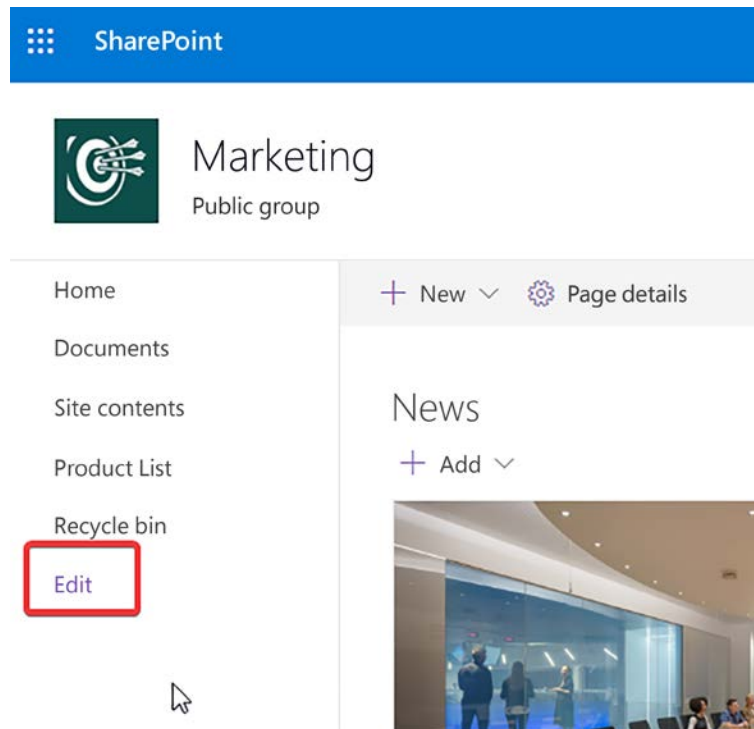 SharePoint
Marketing
Public group
Home
Documents
Site contents
Product List
Recycle bin
Edit
New
Page details
News
Add